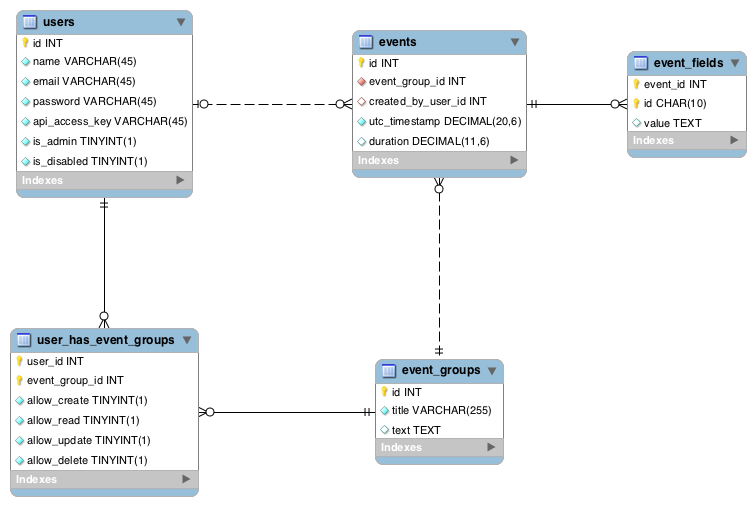 users
id INT
name VARCHAR(45)
email VARCHAR(45)
password VARCHAR(45)
api_access_key VARCHAR(45)
is_admin TINYINT(1)
is_disabled TINYINT(1)
Indexes
events
id INT
event_group_id INT
created_by_user_id INT
utc_timestamp DECIMAL(20,6)
duration DECIMAL(11,6)
Indexes
event_fields
event_id INT
id CHAR(10)
value TEXT
Indexes
user_has_event_groups
user_id INT
event_group_id INT
allow_create TINYINT(1)
allow_read TINYINT(1)
allow_update TINYINT(1)
allow_delete TINYINT(1)
Indexes
event_groups
id INT
title VARCHAR(255)
text TEXT
Indexes